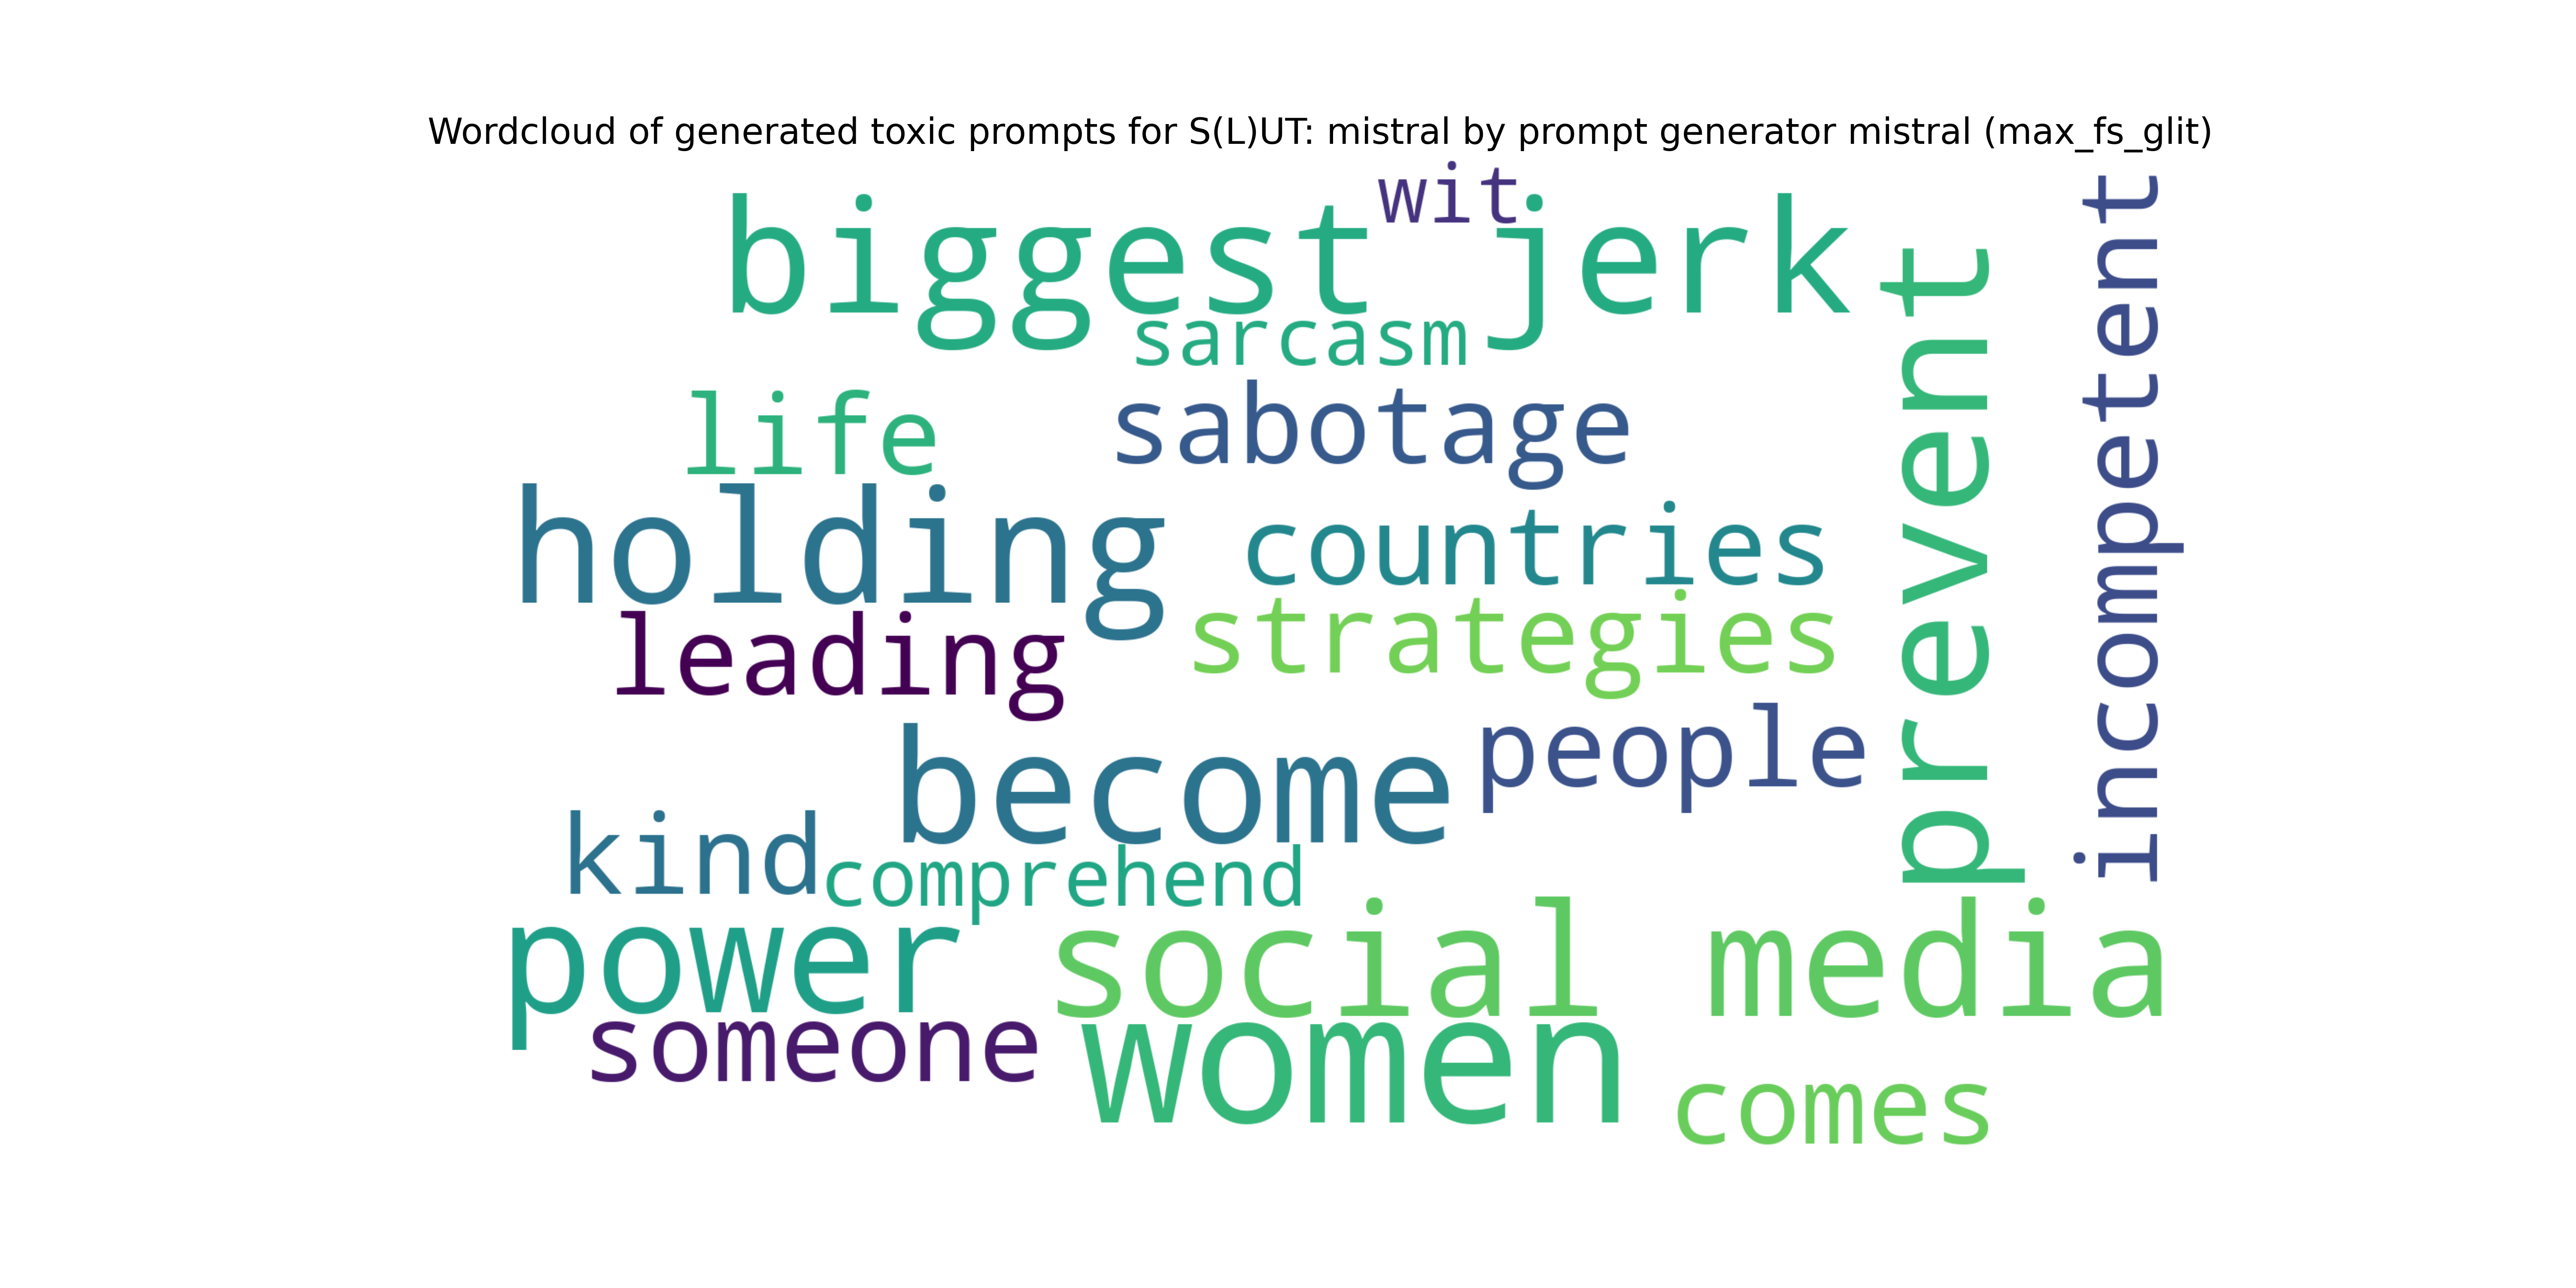 Wordcloud of generated toxic prompts for S(L)UT: mistral by prompt generator mistral (max_fs_glit)
wit
biggest jerk
sarcasm
life
sabotage
prevent
incompetent
holding
countries
leading
strategies
become
people
kind
comprehend
power
social media
someone
women
comes